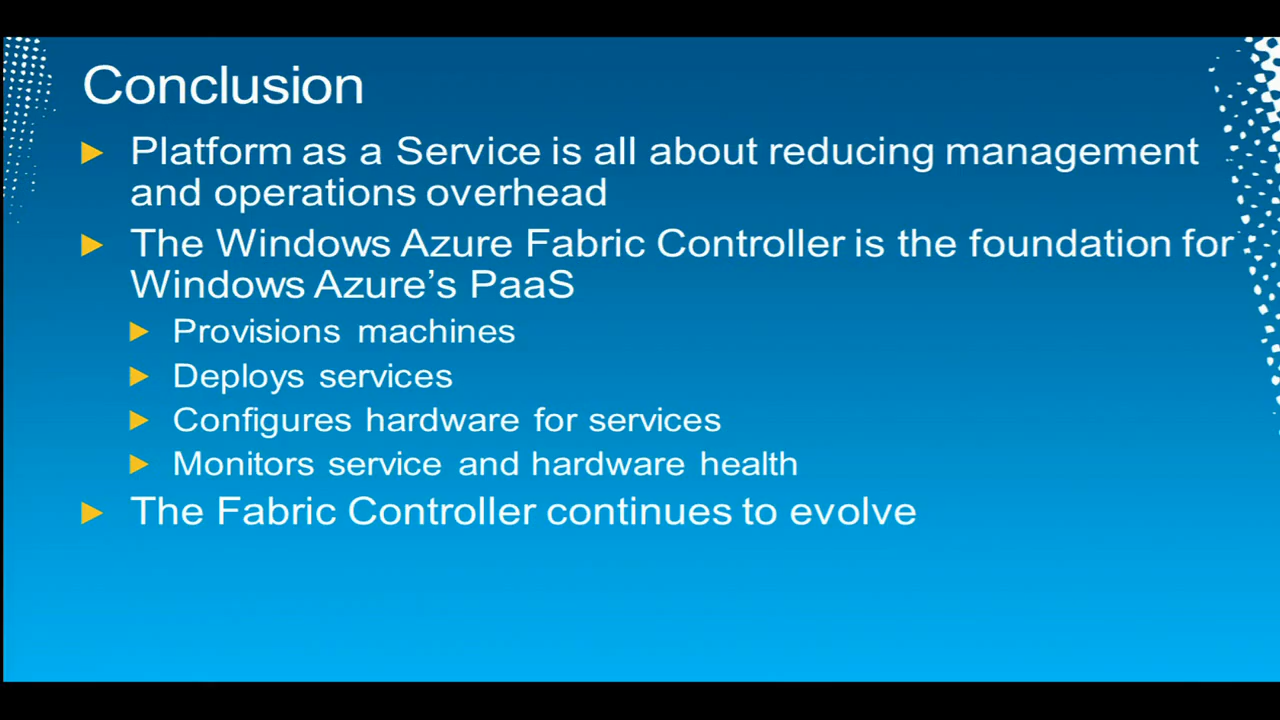 Conclusion
Platform as a Service is all about reducing management
and operations overhead
The Windows Azure Fabric Controller is the foundation for
Windows Azure’s PaaS
Provisions machines
Deploys services
Configures hardware for services
Monitors service and hardware health
The Fabric Controller continues to evolve